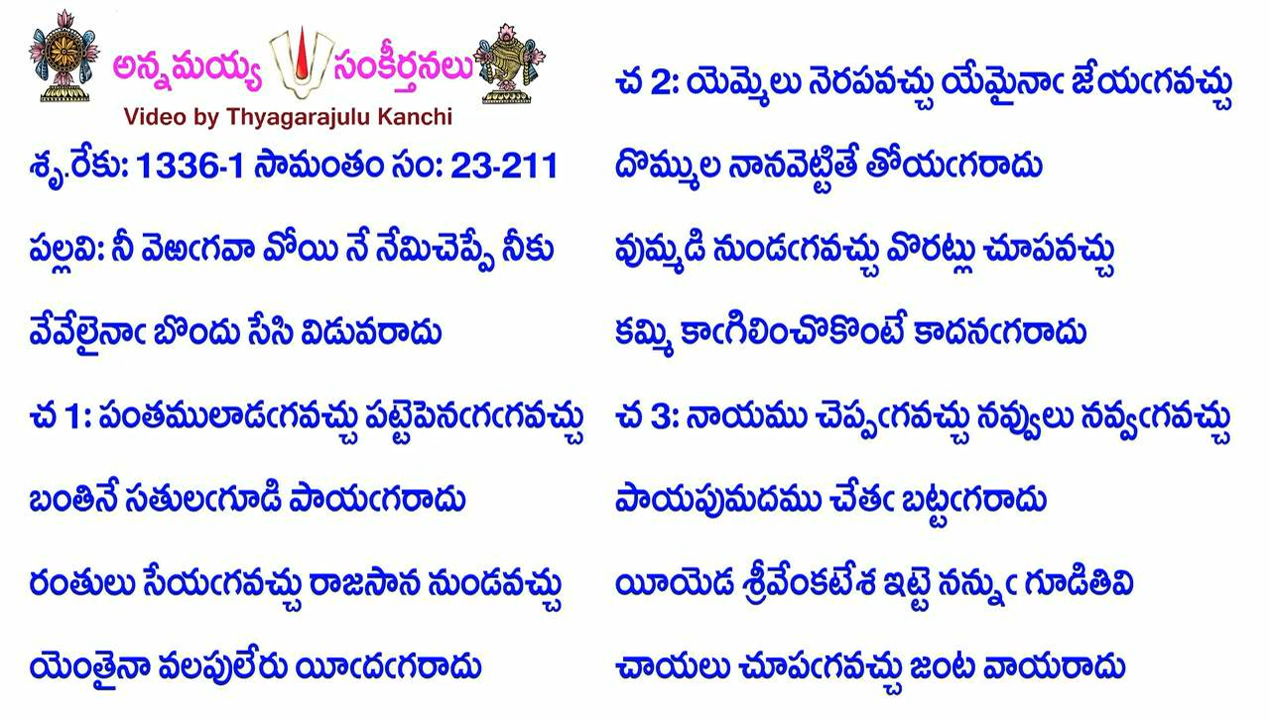 అన్నమయ్య సంకీర్తనలు
Video by Thyagarajulu Kanchi
శృ.రేకు: 1336-1 సామంతం సం: 23-211
పల్లవి: నీ వెఱఁగవా వోయి నే నేమిచెప్పే నీకు
వేవేలైనాఁ బొందు సేసి విడువరాదు
చ 1: పంతములాడఁగవచ్చు పట్టెపెనఁగఁగవచ్చు
బంతినే సతులఁగూడి పాయఁగరాదు
రంతులు సేయఁగవచ్చు రాజసాన నుండవచ్చు
యెంతైనా వలపులేరు యీఁదఁగరాదు
చ 2: యెమ్మెలు నెరపవచ్చు యేమైనాఁ జేయఁగవచ్చు
దొమ్ముల నానవెట్టితే తోయఁగరాదు
వుమ్మడి నుండఁగవచ్చు వొరట్లు చూపవచ్చు
కమ్మి కాఁగిలించొకొంటే కాదనఁగరాదు
చ 3: నాయము చెప్పఁగవచ్చు నవ్వులు నవ్వఁగవచ్చు
పాయపుమదము చేతఁ బట్టఁగరాదు
యీయెడ శ్రీవేంకటేశ ఇట్టె నన్నుఁ గూడితివి
చాయలు చూపఁగవచ్చు జంట వాయరాదు